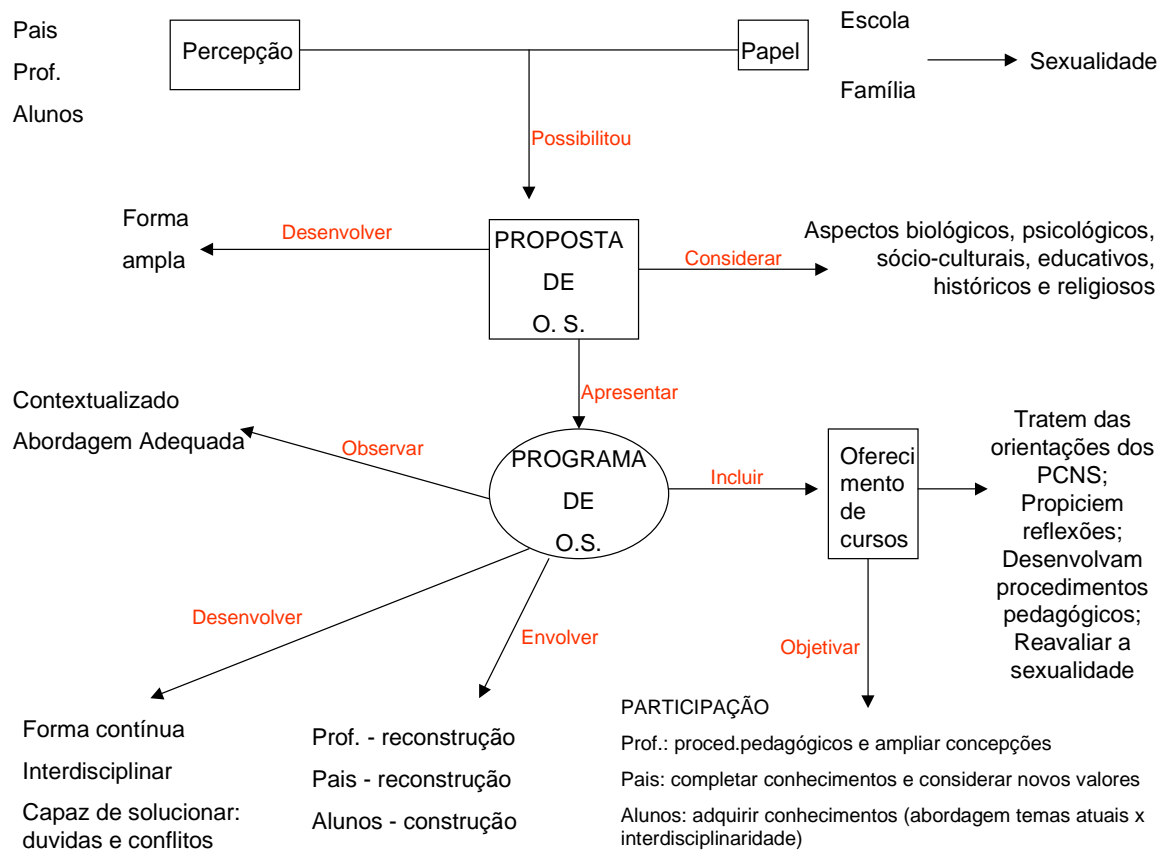 Pais
Prof.
Alunos
Percepção
Papel
Escola
Família
Sexualidade
Possibilitou
Forma
ampla
Desenvolver
PROPOSTA
DE
O. S.
Considerar
Aspectos biológicos, psicológicos,
sócio-culturais, educativos,
históricos e religiosos
Apresentar
Contextualizado
Abordagem Adequada
Observar
PROGRAMA
DE
O.S.
Incluir
Ofereci
mento
de
cursos
Tratem das
orientações dos
PCNS;
Propiciem
reflexões;
Desenvolvam
procedimentos
pedagógicos;
Reavaliar a
sexualidade
Desenvolver
Envolver
Objetivar
Forma contínua
Interdisciplinar
Capaz de solucionar:
duvidas e conflitos
Prof. - reconstrução
Pais - reconstrução
Alunos - construção
PARTICIPAÇÃO
Prof.: proced.pedagógicos e ampliar concepções
Pais: completar conhecimentos e considerar novos valores
Alunos: adquirir conhecimentos (abordagem temas atuais x
interdisciplinaridade)